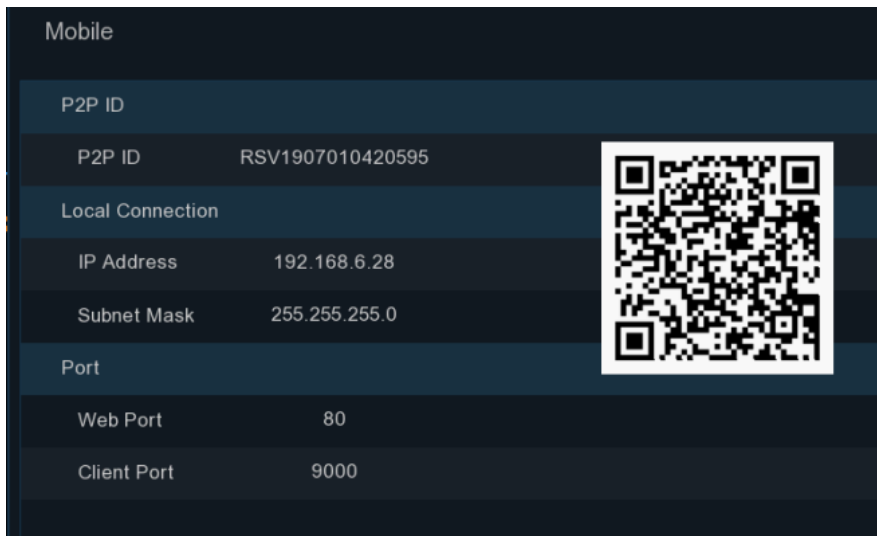 Mobile
P2P ID
P2P ID RSV1907010420595
Local Connection
IP Address 192.168.6.28
Subnet Mask 255.255.255.0
Port
Web Port 80
Client Port 9000